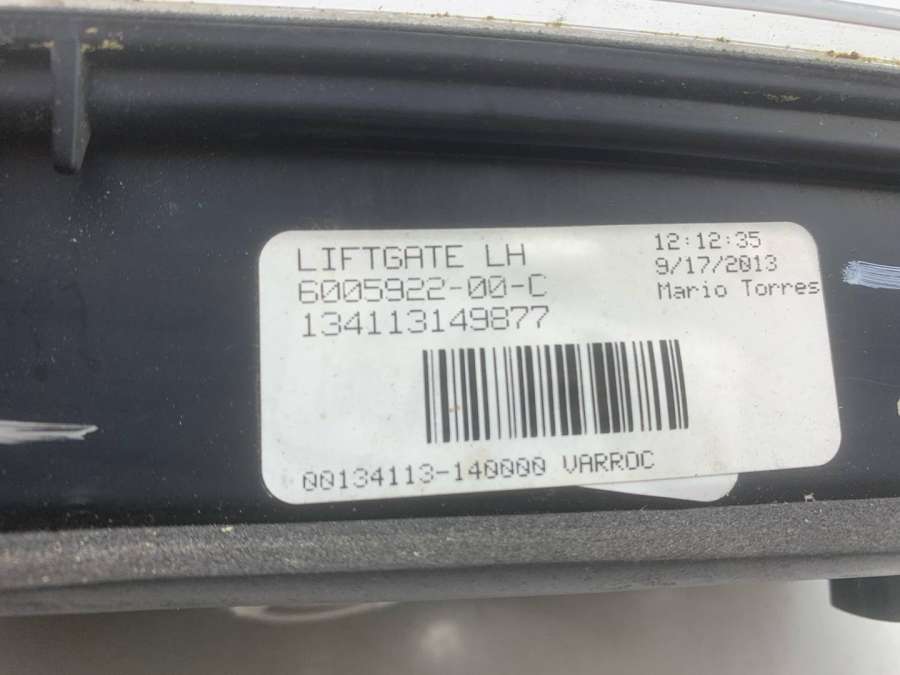 LIFTGATE LH
6005922-00-C
134113149877
12:12:35
9/17/2013
Mario Torres
00134113-140000 VARROC